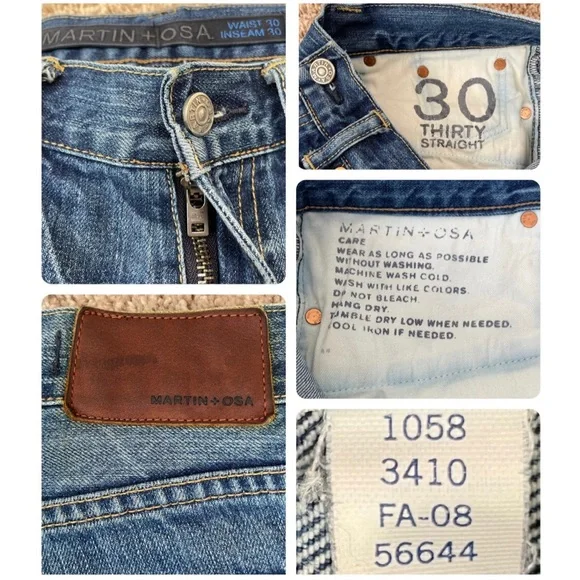 MARTIN+OSA
WAIST 30
INSEAM 30
30
THIRTY
STRAIGHT
MARTIN+OSA
CARE
WEAR AS LONG AS POSSIBLE
WITHOUT WASHING.
MACHINE WASH COLD.
WASH WITH LIKE COLORS.
DO NOT BLEACH.
HANG DRY.
TUMBLE DRY LOW WHEN NEEDED.
COOL IRON IF NEEDED.
MARTIN+OSA
1058
3410
FA-08
56644